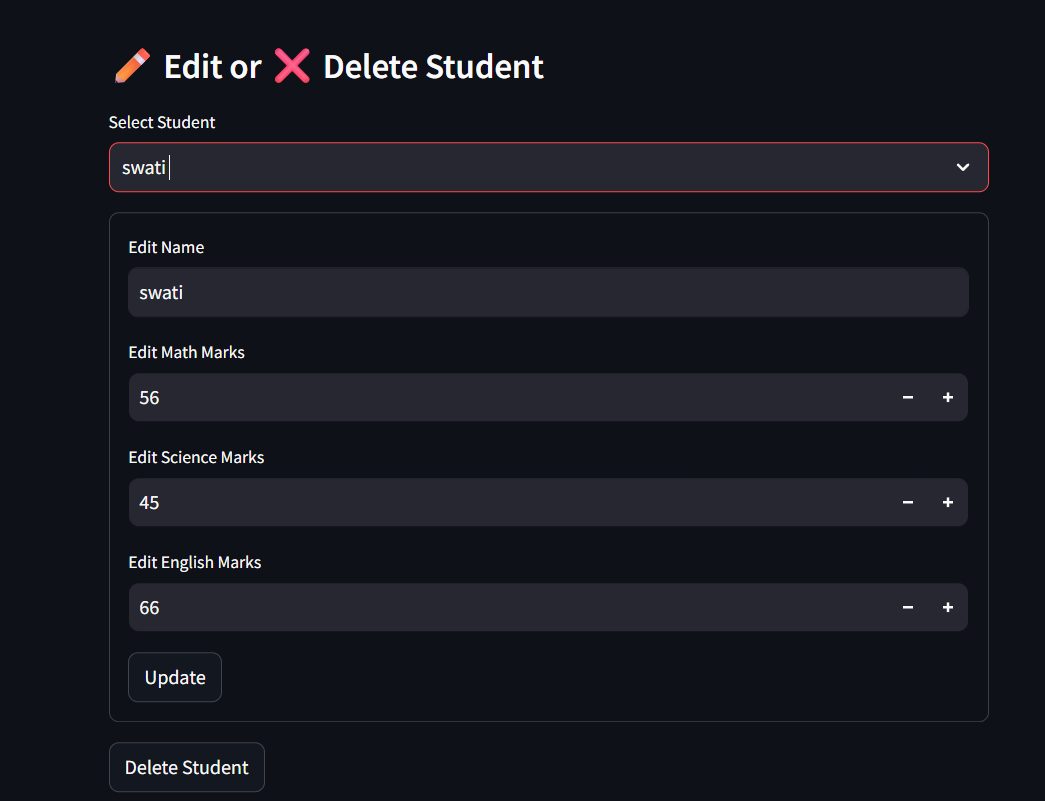 ✏️ Edit or ❌ Delete Student
Select Student
swati
Edit Name
swati
Edit Math Marks
56
Edit Science Marks
45
Edit English Marks
66
Update
Delete Student